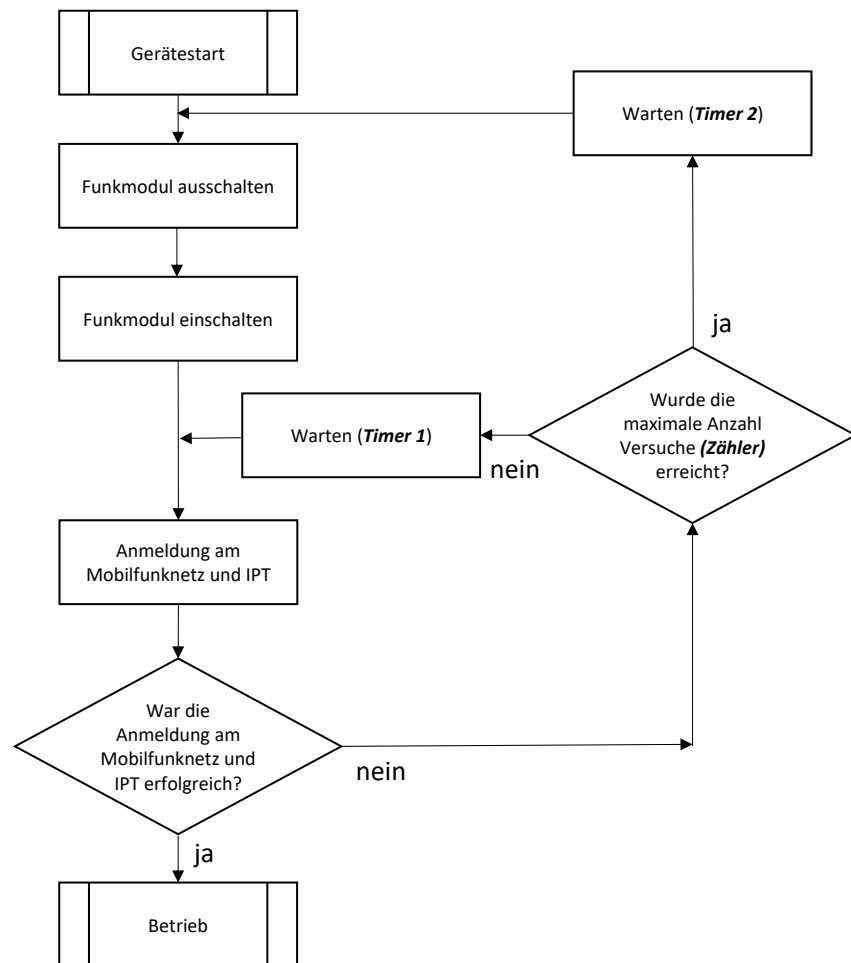 Gerätestart
Warten (Timer 2)
Funkmodul ausschalten
Funkmodul einschalten
ja
Wurde die
maximale Anzahl
Versuche (Zähler)
erreicht?
Warten (Timer 1)
nein
Anmeldung am
Mobilfunknetz und IPT
War die
Anmeldung am
Mobilfunknetz und
IPT erfolgreich?
nein
ja
Betrieb